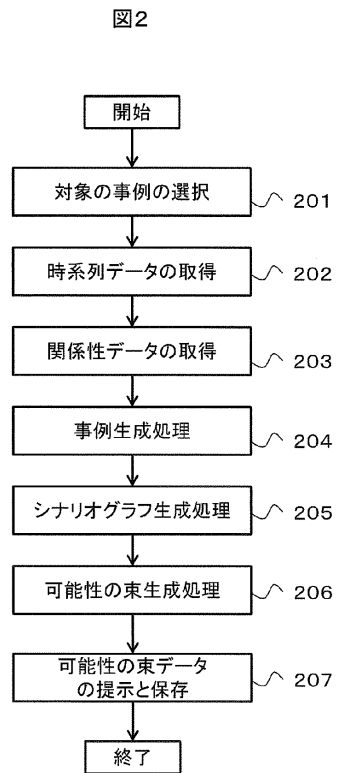 図2
開始
対象の事例の選択
201
時系列データの取得
202
関係性データの取得
203
事例生成処理
204
シナリオグラフ生成処理
205
可能性の束生成処理
206
可能性の束データ
の提示と保存
207
終了